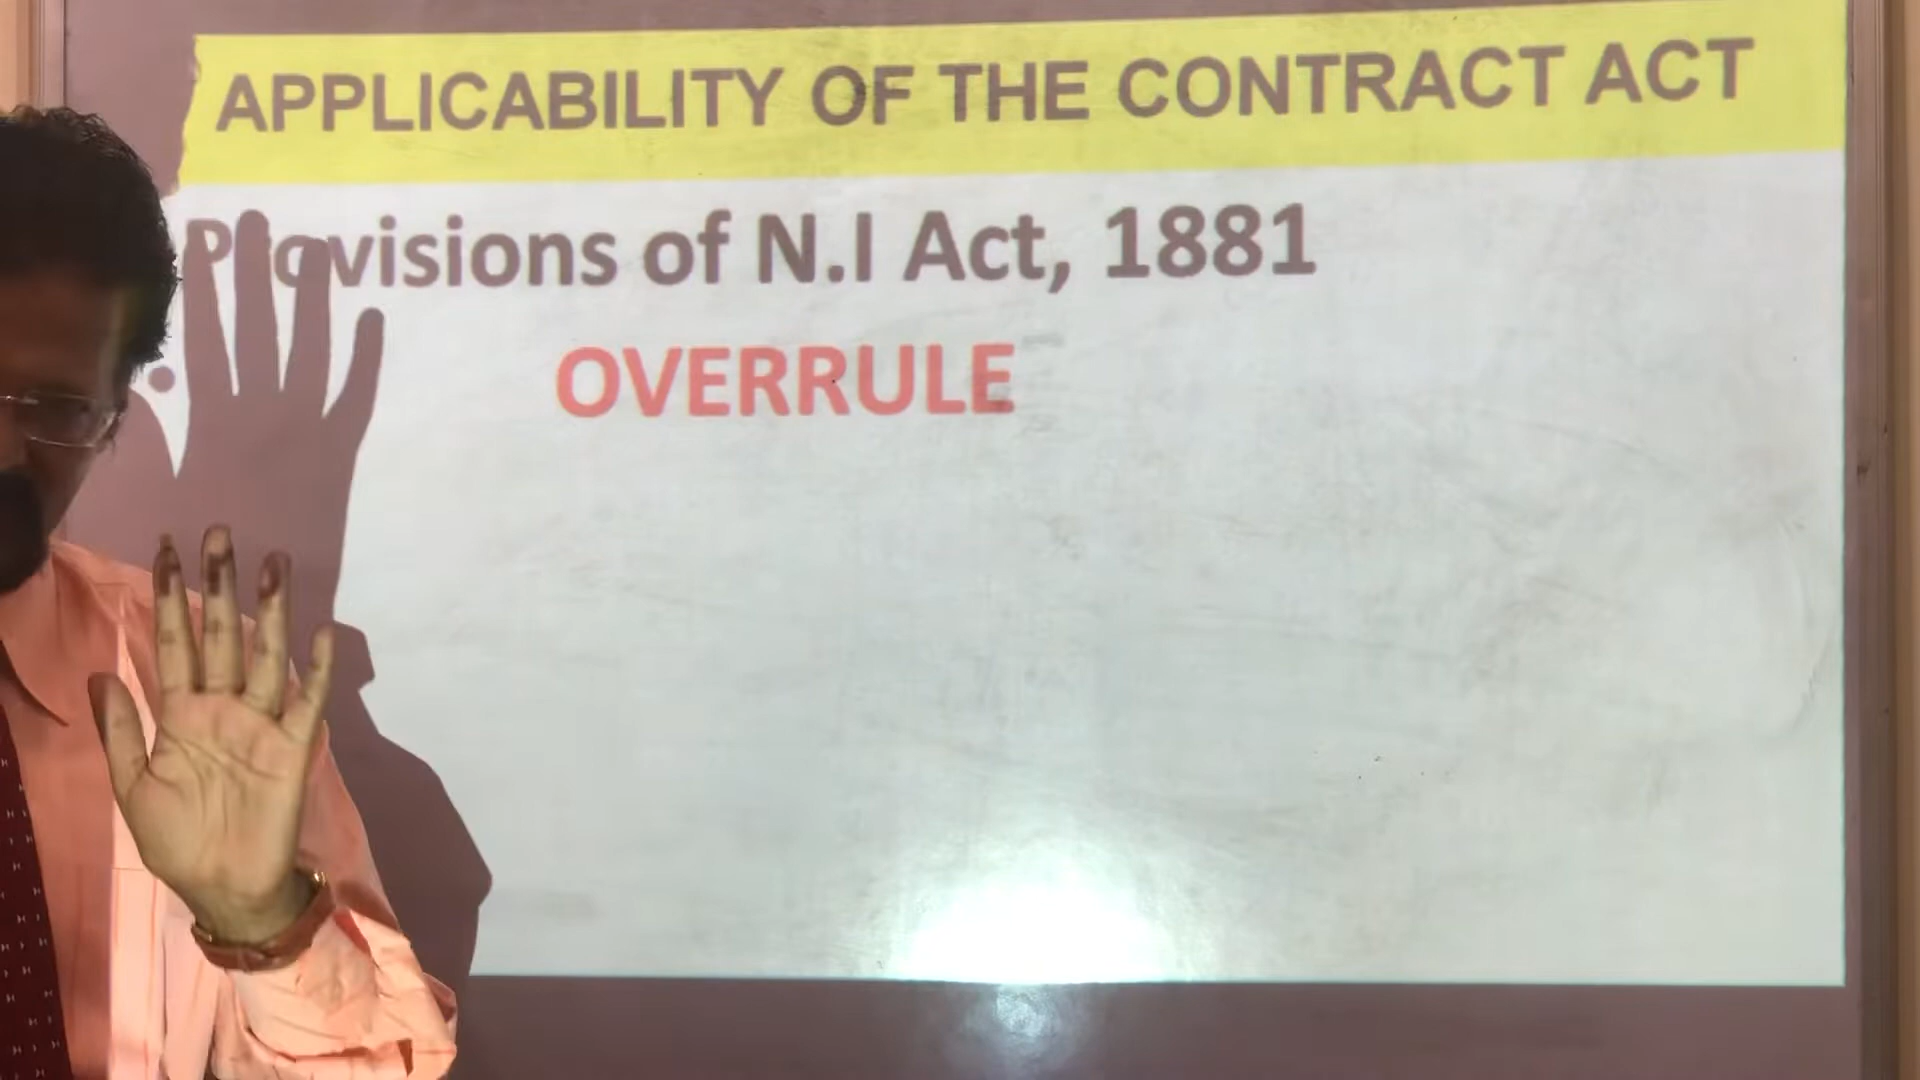 APPLICABILITY OF THE CONTRACT ACT
Provisions of N.I Act, 1881
OVERRULE